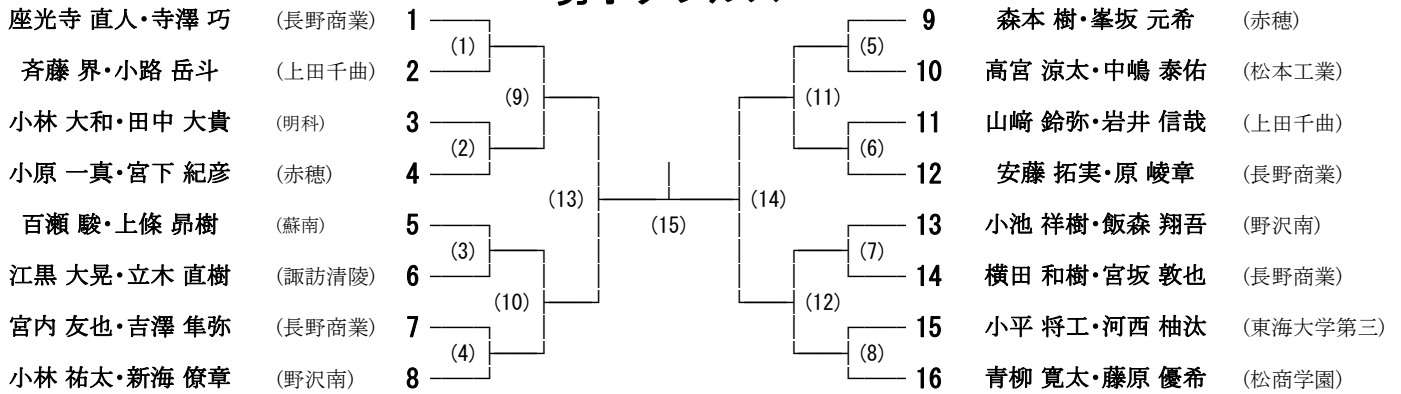 座光寺 直人・寺澤 巧 (長野商業) 1
斉藤 界・小路 岳斗 (上田千曲) 2
小林 大和・田中 大貴 (明科) 3
小原 一真・宮下 紀彦 (赤穂) 4
百瀬 駿・上條 昴樹 (蘇南) 5
江黒 大晃・立木 直樹 (諏訪清陵) 6
宮内 友也・吉澤 隼弥 (長野商業) 7
小林 祐太・新海 僚章 (野沢南) 8
(1)
(9)
(2)
(13)
(3)
(10)
(4)
(15)
(5)
(11)
(6)
(14)
(7)
(12)
(8)
9 森本 樹・峯坂 元希 (赤穂)
10 高宮 涼太・中嶋 泰佑 (松本工業)
11 山﨑 鈴弥・岩井 信哉 (上田千曲)
12 安藤 拓実・原 崚章 (長野商業)
13 小池 祥樹・飯森 翔吾 (野沢南)
14 横田 和樹・宮坂 敦也 (長野商業)
15 小平 将工・河西 柚汰 (東海大学第三)
16 青柳 寛太・藤原 優希 (松商学園)